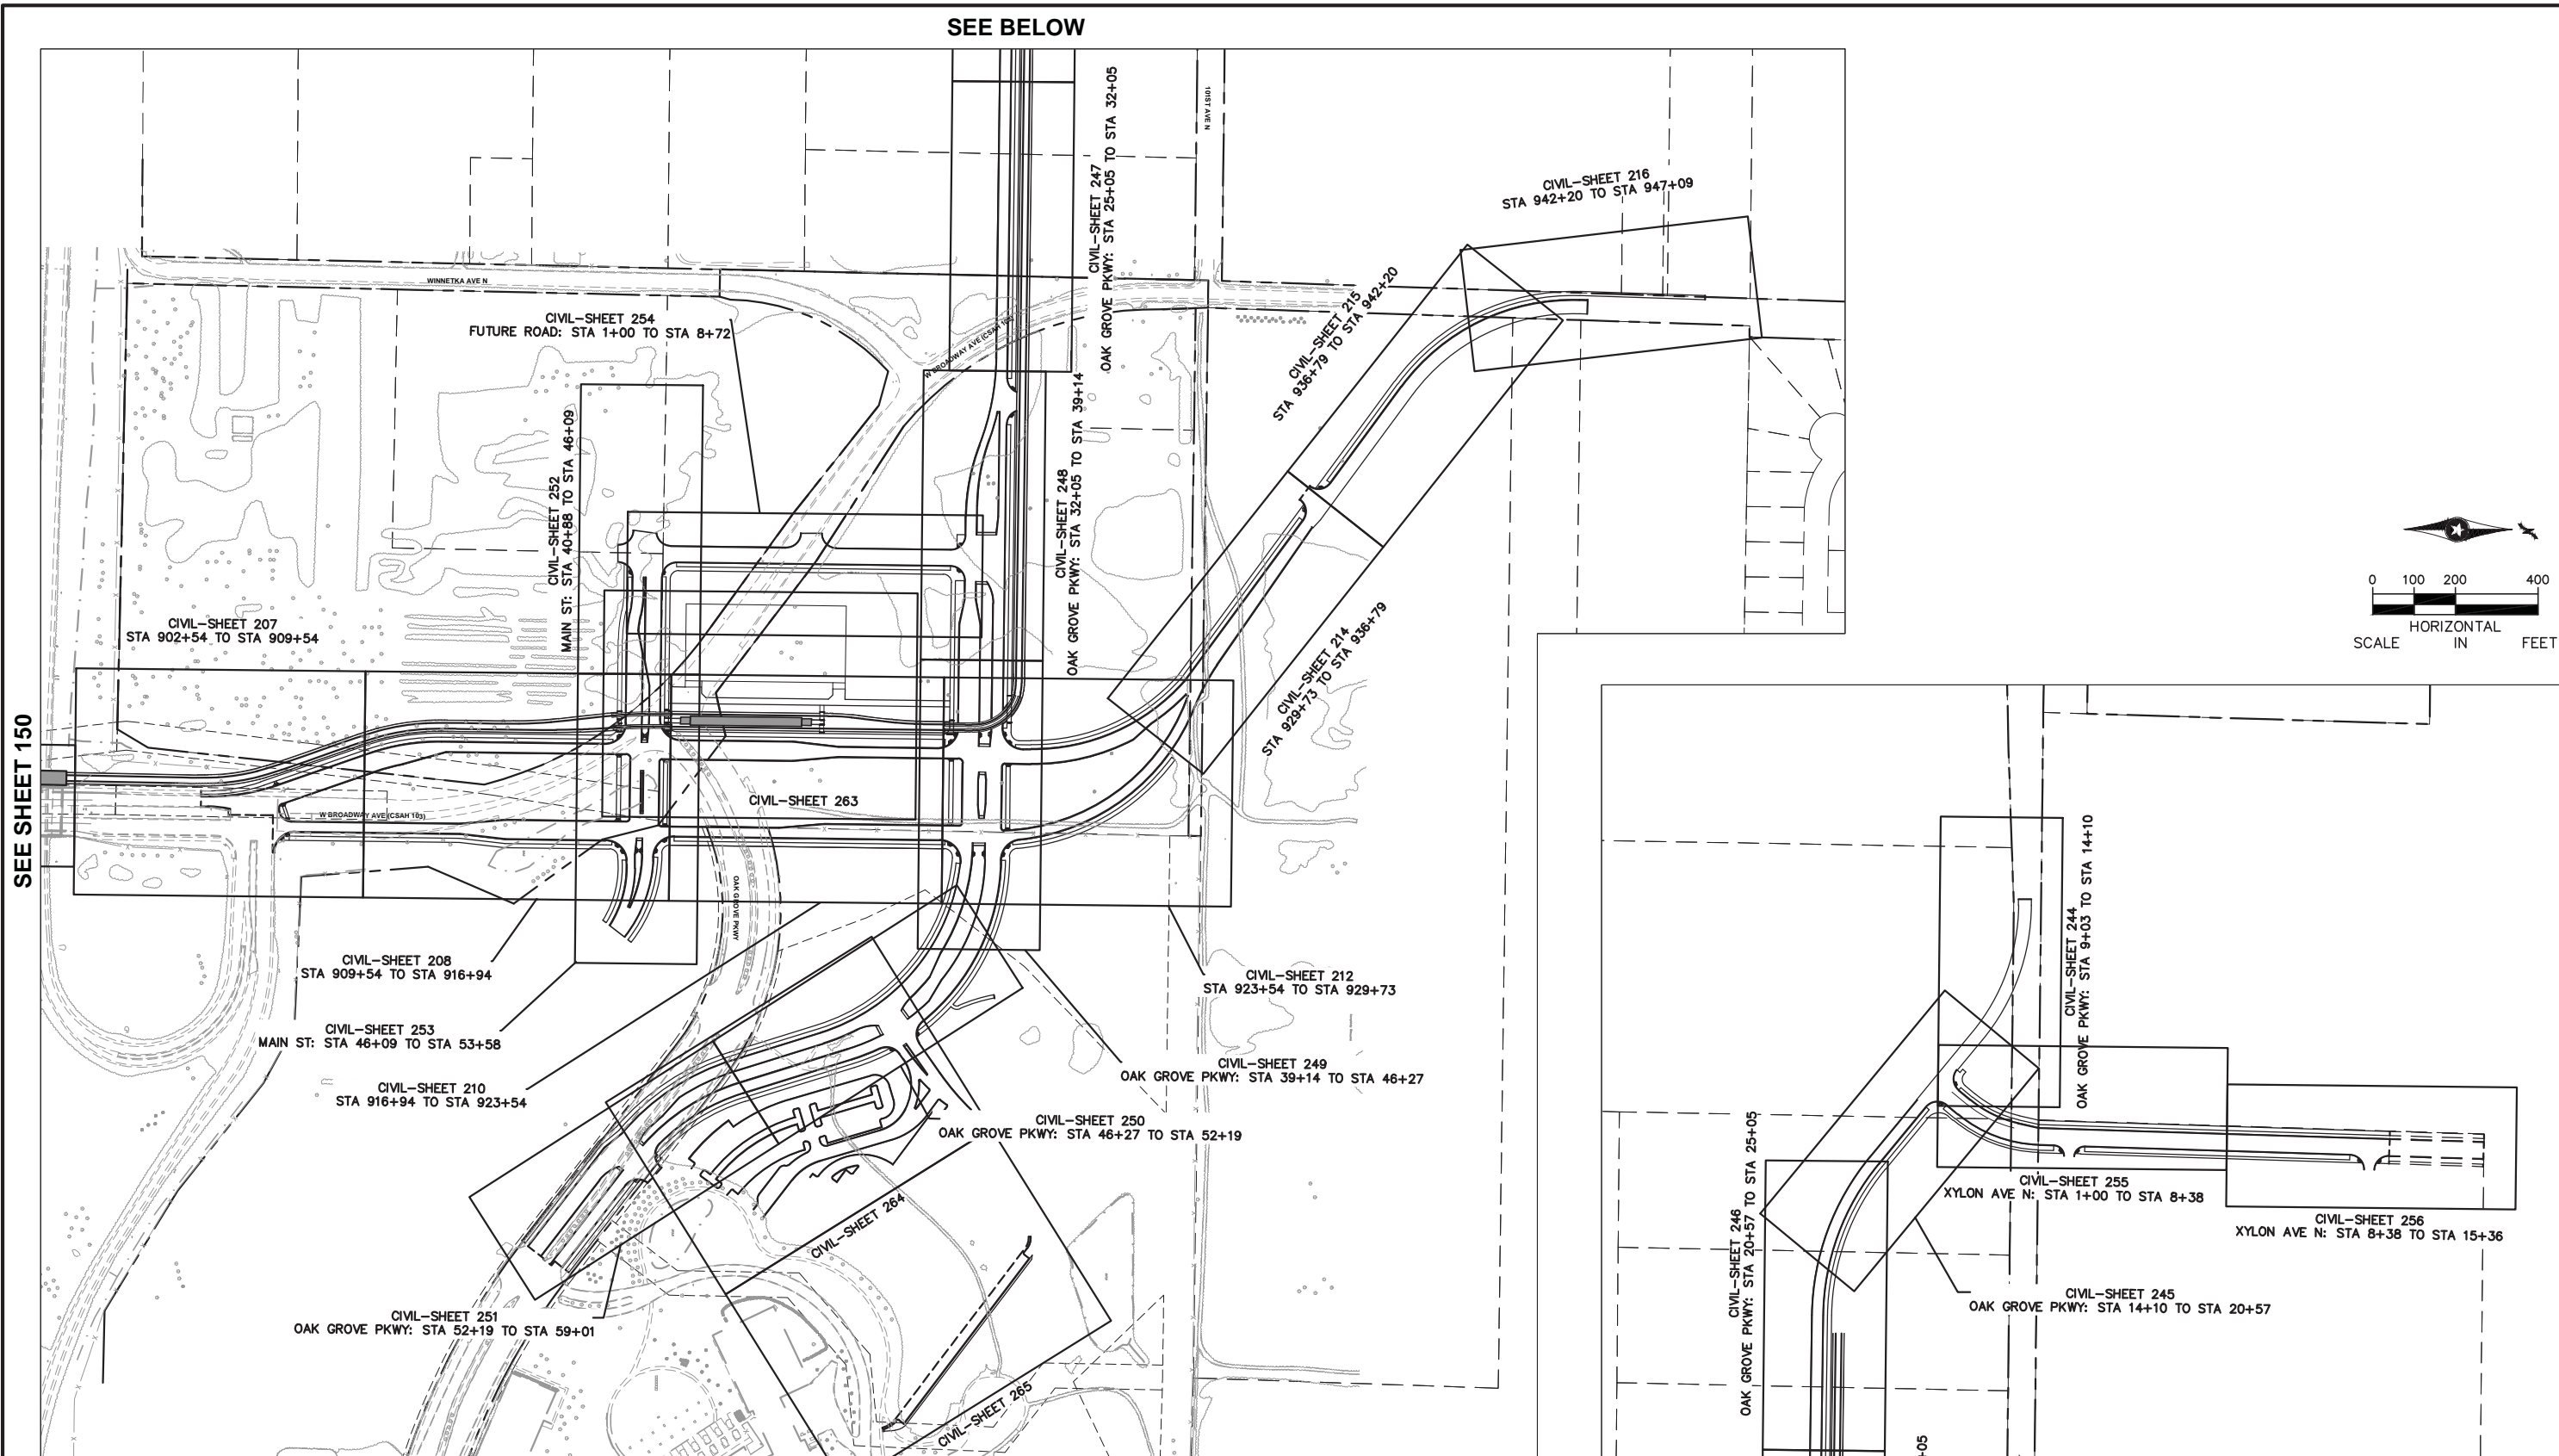 SEE BELOW
SEE SHEET 150
CIVIL-SHEET 247
OAK GROVE PKWY: STA 25+05 TO STA 32+05
101ST AVE N
CIVIL-SHEET 216
STA 942+20 TO STA 947+09
WINNETKA AVE N
CIVIL-SHEET 254
FUTURE ROAD: STA 1+00 TO STA 8+72
W BROADWAY AVE (CSAH 103)
CIVIL-SHEET 215
STA 936+79 TO STA 942+20
CIVIL-SHEET 252
MAIN ST: STA 40+88 TO STA 46+09
CIVIL-SHEET 248
OAK GROVE PKWY: STA 32+05 TO STA 39+14
CIVIL-SHEET 207
STA 902+54 TO STA 909+54
CIVIL-SHEET 214
STA 929+73 TO STA 936+79
0 100 200 400
HORIZONTAL
SCALE IN FEET
CIVIL-SHEET 263
W BROADWAY AVE (CSAH 103)
OAK GROVE PKWY
CIVIL-SHEET 208
STA 909+54 TO STA 916+94
CIVIL-SHEET 212
STA 923+54 TO STA 929+73
CIVIL-SHEET 253
MAIN ST: STA 46+09 TO STA 53+58
CIVIL-SHEET 210
STA 916+94 TO STA 923+54
CIVIL-SHEET 249
OAK GROVE PKWY: STA 39+14 TO STA 46+27
CIVIL-SHEET 250
OAK GROVE PKWY: STA 46+27 TO STA 52+19
CIVIL-SHEET 264
CIVIL-SHEET 251
OAK GROVE PKWY: STA 52+19 TO STA 59+01
CIVIL-SHEET 265
CIVIL-SHEET 244
OAK GROVE PKWY: STA 9+03 TO STA 14+10
CIVIL-SHEET 255
XYLON AVE N: STA 1+00 TO STA 8+38
CIVIL-SHEET 256
XYLON AVE N: STA 8+38 TO STA 15+36
CIVIL-SHEET 246
OAK GROVE PKWY: STA 20+57 TO STA 25+05
CIVIL-SHEET 245
OAK GROVE PKWY: STA 14+10 TO STA 20+57
+05